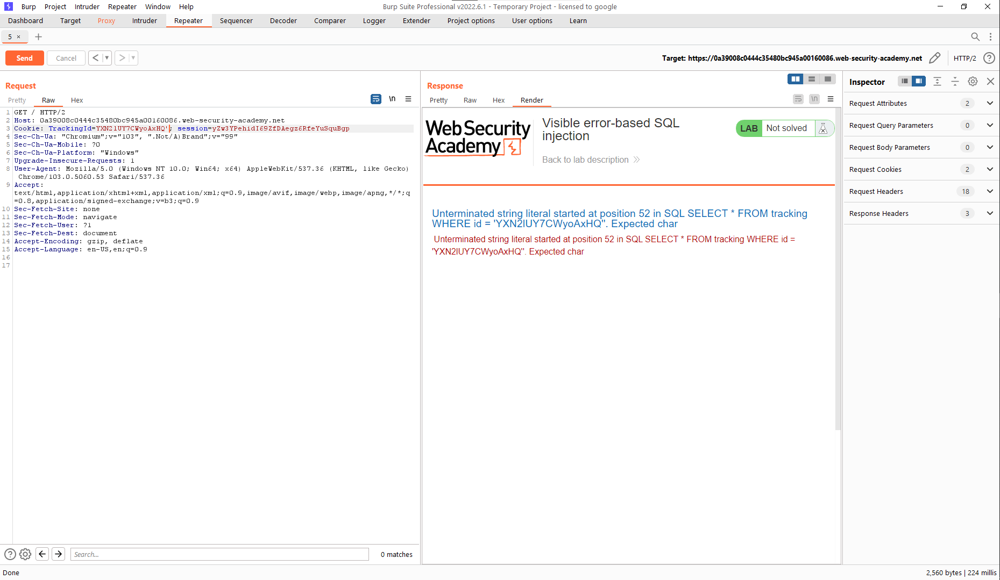 Burp Project Intruder Repeater Window Help
Burp Suite Professional v2022.6.1 - Temporary Project - licensed to google
Dashboard Target Proxy Intruder Repeater Sequencer Decoder Comparer Logger Extender Project options User options Learn
5 ×
Send Cancel < >
Target: https://0a39008c0444c35480bc945a00160086.web-security-academy.net
HTTP/2
Request
Pretty Raw Hex
\n
1 GET / HTTP/2
2 Host: 0a39008c0444c35480bc945a00160086.web-security-academy.net
3 Cookie: TrackingId=YXN2lUY7CWyoAxHQ'; session=yZw3YPehidI69ZfDAegz6RfeYuSquBgp
4 Sec-Ch-Ua: "Chromium";v="103", ".Not/A)Brand";v="99"
5 Sec-Ch-Ua-Mobile: ?0
6 Sec-Ch-Ua-Platform: "Windows"
7 Upgrade-Insecure-Requests: 1
8 User-Agent: Mozilla/5.0 (Windows NT 10.0; Win64; x64) AppleWebKit/537.36 (KHTML, like Gecko)
Chrome/103.0.5060.53 Safari/537.36
9 Accept:
text/html,application/xhtml+xml,application/xml;q=0.9,image/avif,image/webp,image/apng,*/*;q
=0.8,application/signed-exchange;v=b3;q=0.9
10 Sec-Fetch-Site: none
11 Sec-Fetch-Mode: navigate
12 Sec-Fetch-User: ?1
13 Sec-Fetch-Dest: document
14 Accept-Encoding: gzip, deflate
15 Accept-Language: en-US,en;q=0.9
16
17
Search...
0 matches
Response
Pretty Raw Hex Render
\n
Web Security
Academy
Visible error-based SQL
injection
Back to lab description
LAB Not solved
Unterminated string literal started at position 52 in SQL SELECT * FROM tracking
WHERE id = 'YXN2lUY7CWyoAxHQ''. Expected char
Unterminated string literal started at position 52 in SQL SELECT * FROM tracking WHERE id =
'YXN2lUY7CWyoAxHQ''. Expected char
Inspector
Request Attributes 2
Request Query Parameters 0
Request Body Parameters 0
Request Cookies 2
Request Headers 18
Response Headers 3
Done
2,560 bytes | 224 millis